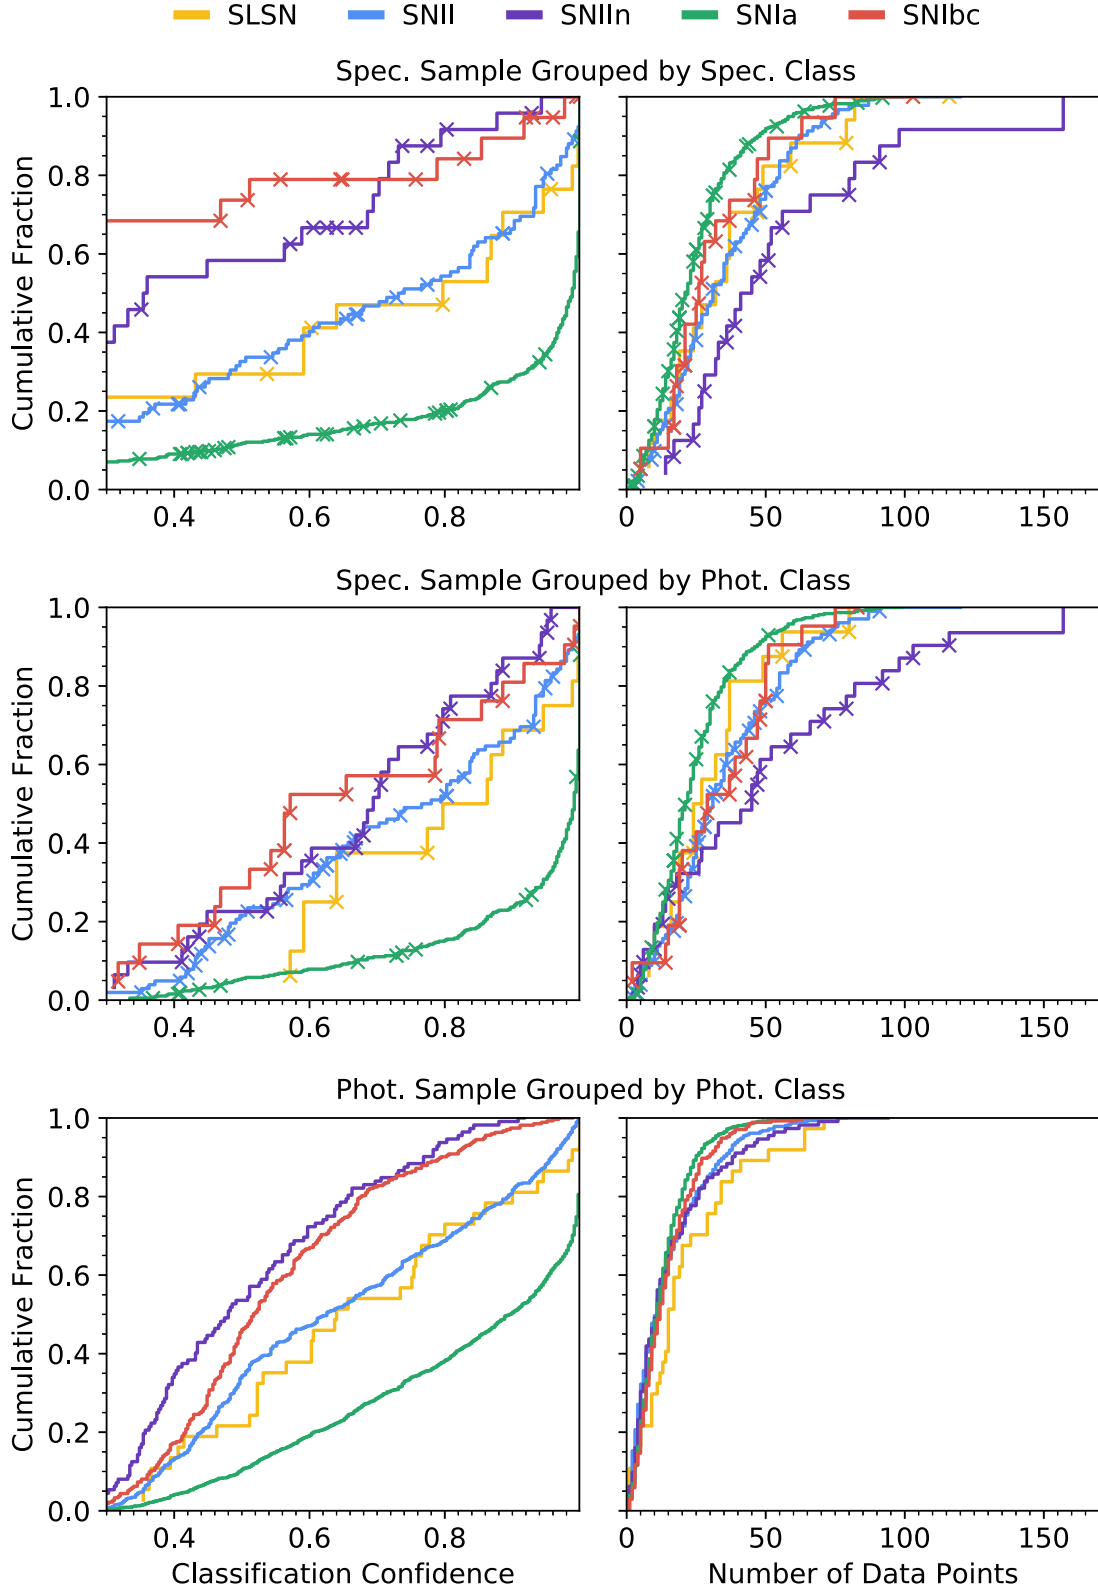 SLSN SNII SNIIn SNIa SNIbc
Spec. Sample Grouped by Spec. Class
Cumulative Fraction
1.0
0.8
0.6
0.4
0.2
0.0
0.4 0.6 0.8
0 50 100 150
Spec. Sample Grouped by Phot. Class
Cumulative Fraction
1.0
0.8
0.6
0.4
0.2
0.0
0.4 0.6 0.8
0 50 100 150
Phot. Sample Grouped by Phot. Class
Cumulative Fraction
1.0
0.8
0.6
0.4
0.2
0.0
0.4 0.6 0.8
0 50 100 150
Classification Confidence
Number of Data Points